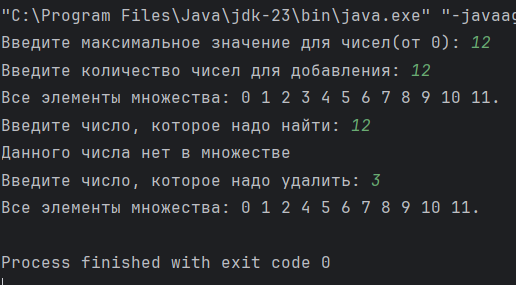 "C:\Program Files\Java\jdk-23\bin\java.exe" "-javaag
Введите максимальное значение для чисел(от 0): 12
Введите количество чисел для добавления: 12
Все элементы множества: 0 1 2 3 4 5 6 7 8 9 10 11.
Введите число, которое надо найти: 12
Данного числа нет в множестве
Введите число, которое надо удалить: 3
Все элементы множества: 0 1 2 4 5 6 7 8 9 10 11.
Process finished with exit code 0